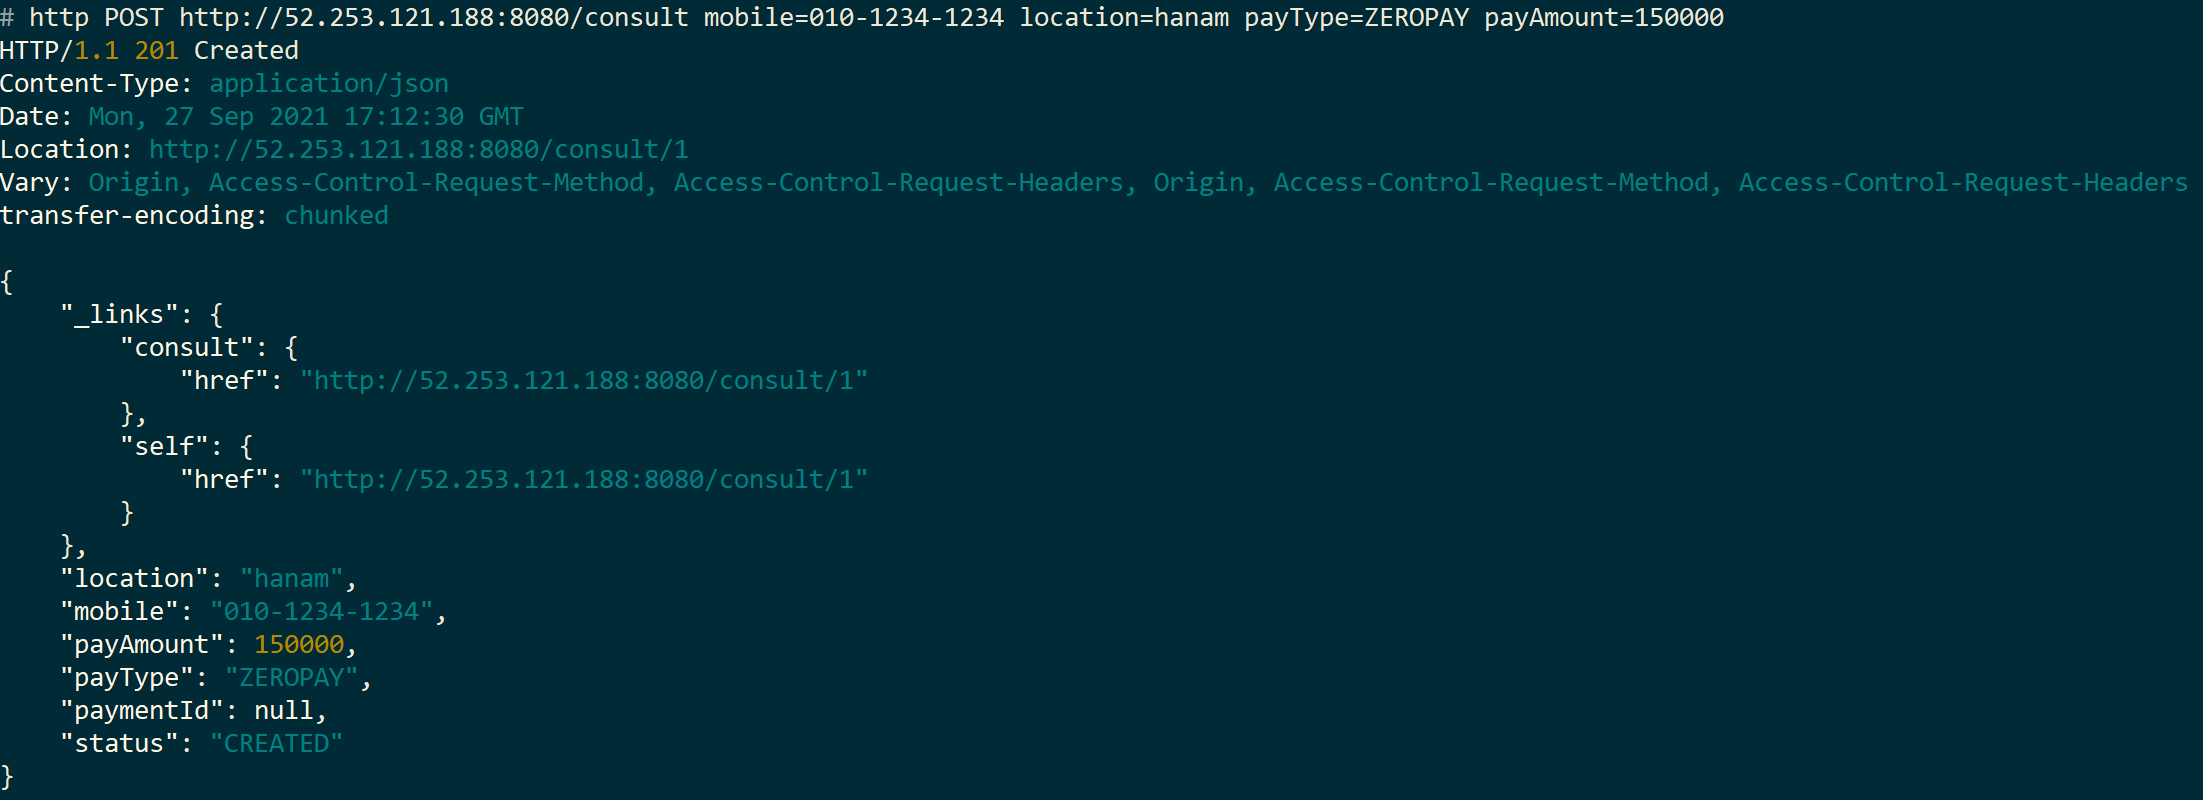 # http POST http://52.253.121.188:8080/consult mobile=010-1234-1234 location=hanam payType=ZEROPAY payAmount=150000
HTTP/1.1 201 Created
Content-Type: application/json
Date: Mon, 27 Sep 2021 17:12:30 GMT
Location: http://52.253.121.188:8080/consult/1
Vary: Origin, Access-Control-Request-Method, Access-Control-Request-Headers, Origin, Access-Control-Request-Method, Access-Control-Request-Headers
transfer-encoding: chunked

{
    "_links": {
        "consult": {
            "href": "http://52.253.121.188:8080/consult/1"
        },
        "self": {
            "href": "http://52.253.121.188:8080/consult/1"
        }
    },
    "location": "hanam",
    "mobile": "010-1234-1234",
    "payAmount": 150000,
    "payType": "ZEROPAY",
    "paymentId": null,
    "status": "CREATED"
}